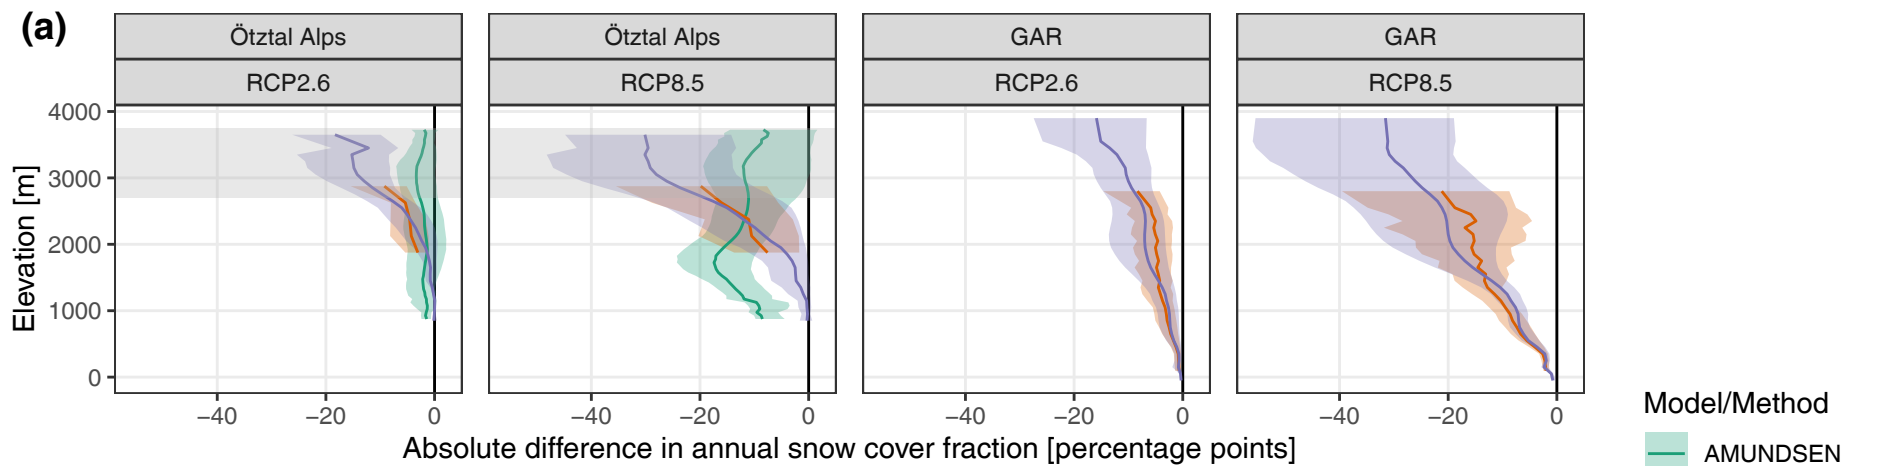 (a)
Ötztal Alps
Ötztal Alps
GAR
GAR
RCP2.6
RCP8.5
RCP2.6
RCP8.5
4000
3000
2000
1000
0
Elevation [m]
−40 −20 0
−40 −20 0
−40 −20 0
−40 −20 0
Absolute difference in annual snow cover fraction [percentage points]
Model/Method
AMUNDSEN